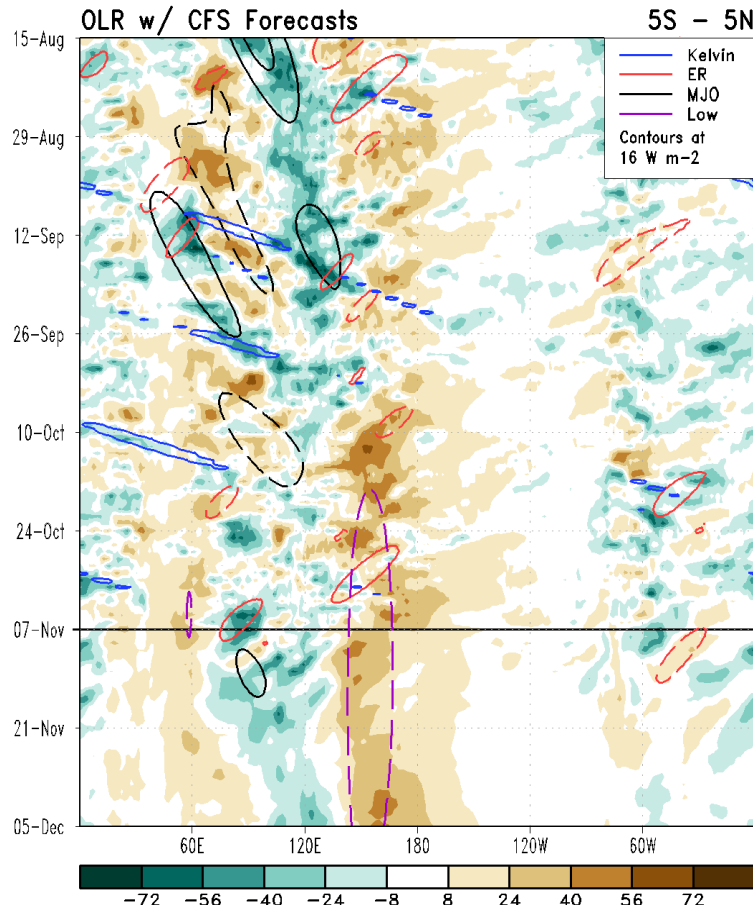 OLR w/ CFS Forecasts 5S - 5N
Kelvin
ER
MJO
Low
Contours at
16 W m-2
15-Aug
29-Aug
12-Sep
26-Sep
10-Oct
24-Oct
07-Nov
21-Nov
05-Dec
60E 120E 180 120W 60W
-72 -56 -40 -24 -8 8 24 40 56 72